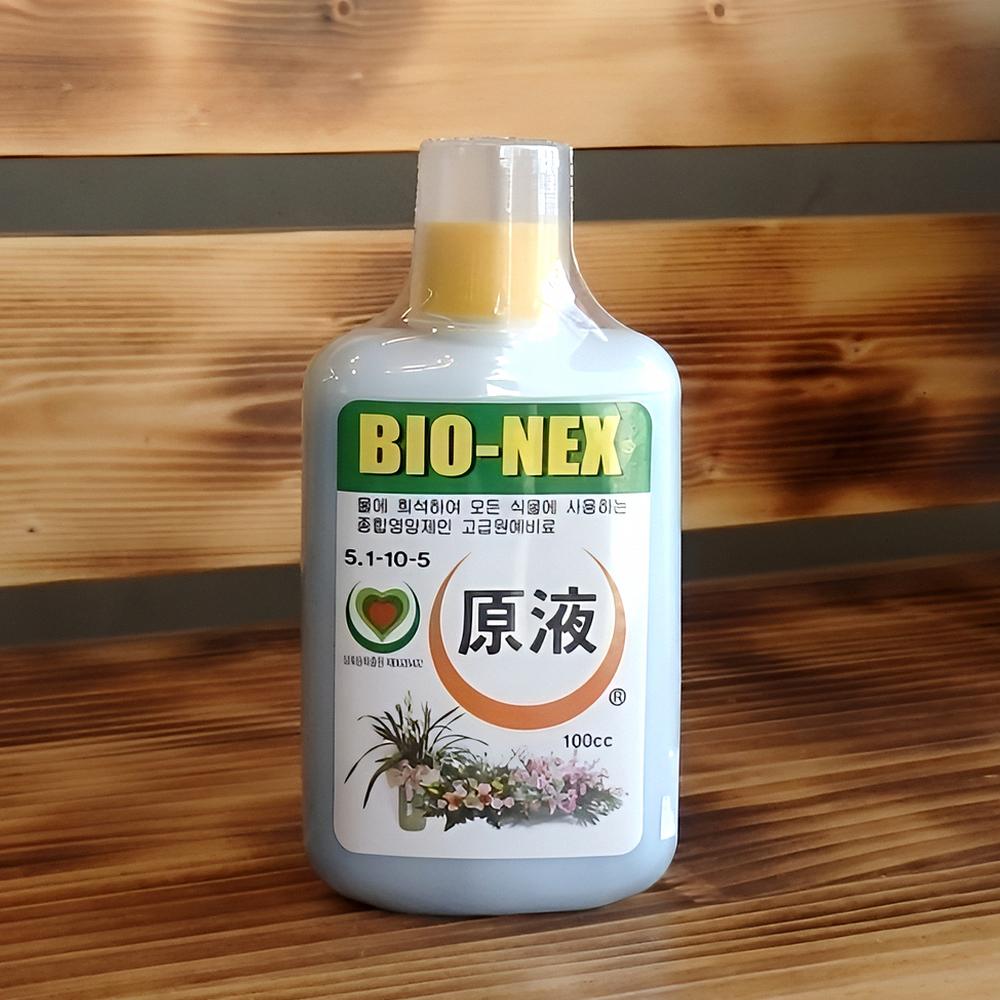 BIO-NEX
물에 희석하여 모든 식물에 사용하는
종합영양제인 고급원예비료
5.1-10-5
原液
®
100cc